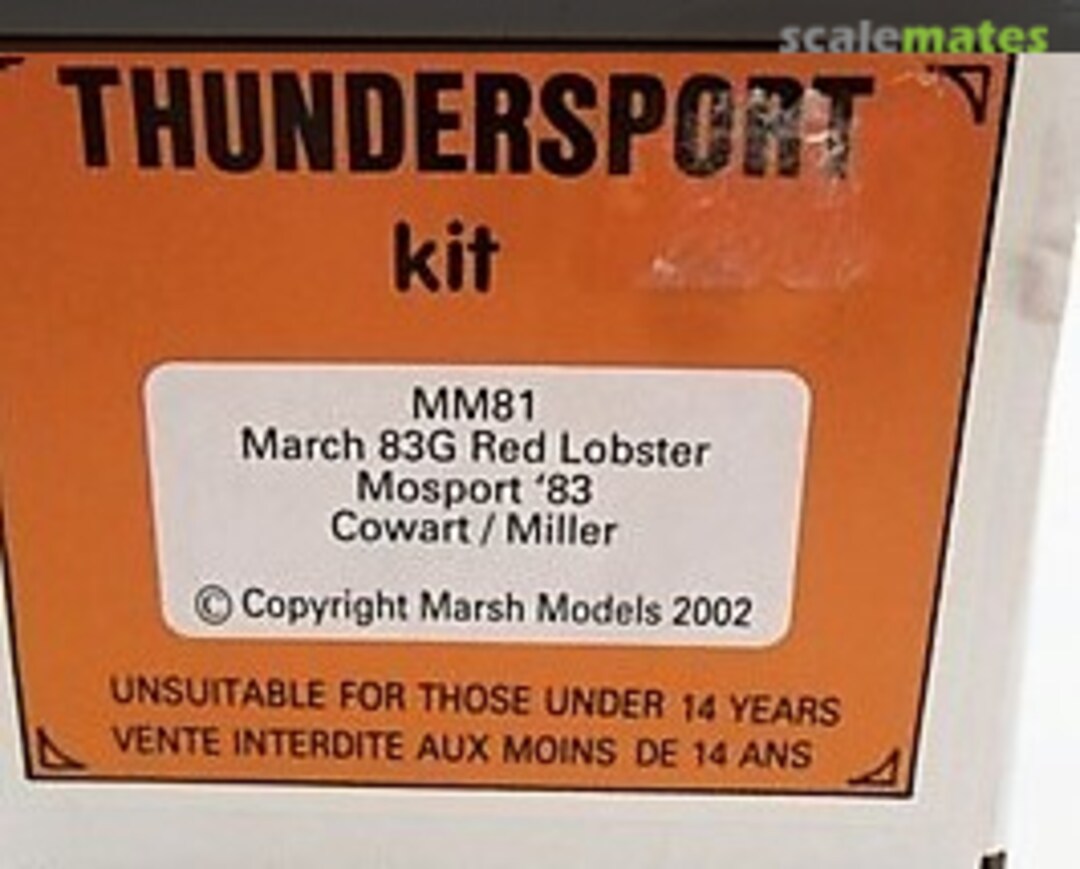 scalemates
THUNDERSPORT
kit
MM81
March 83G Red Lobster
Mosport ‘83
Cowart / Miller
© Copyright Marsh Models 2002
UNSUITABLE FOR THOSE UNDER 14 YEARS
VENTE INTERDITE AUX MOINS DE 14 ANS